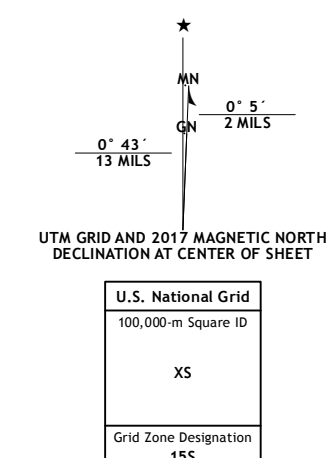 ★
MN
0° 5´
2 MILS
GN
0° 43´
13 MILS
UTM GRID AND 2017 MAGNETIC NORTH
DECLINATION AT CENTER OF SHEET
U.S. National Grid
100,000-m Square ID
XS
Grid Zone Designation
15S